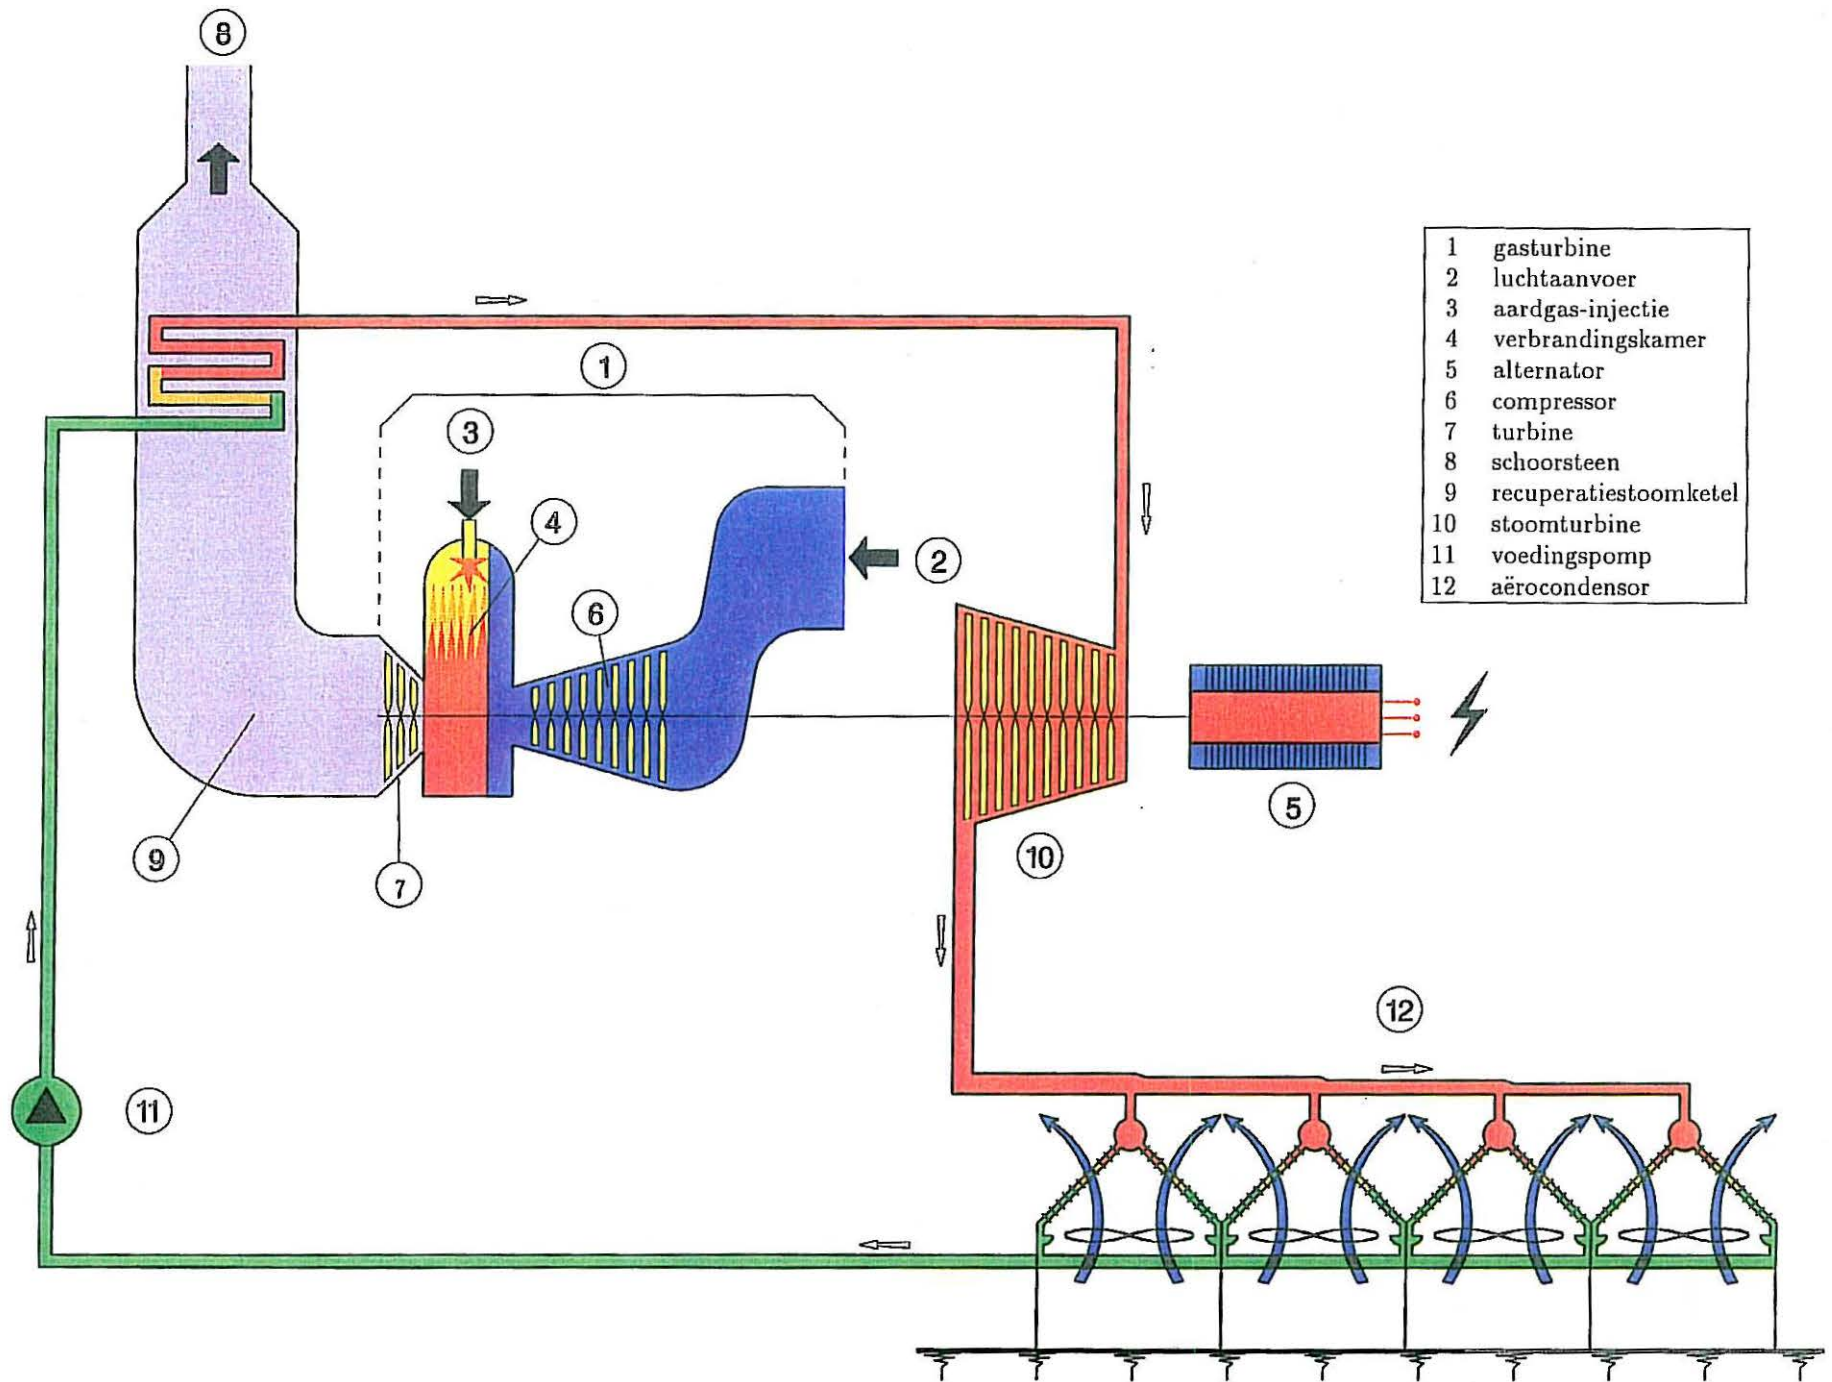 8
1
3
4
2
6
9
7
10
5
12
11
1 gasturbine
2 luchtaanvoer
3 aardgas-injectie
4 verbrandingskamer
5 alternator
6 compressor
7 turbine
8 schoorsteen
9 recuperatiestoomketel
10 stoomturbine
11 voedingspomp
12 aërocondensor